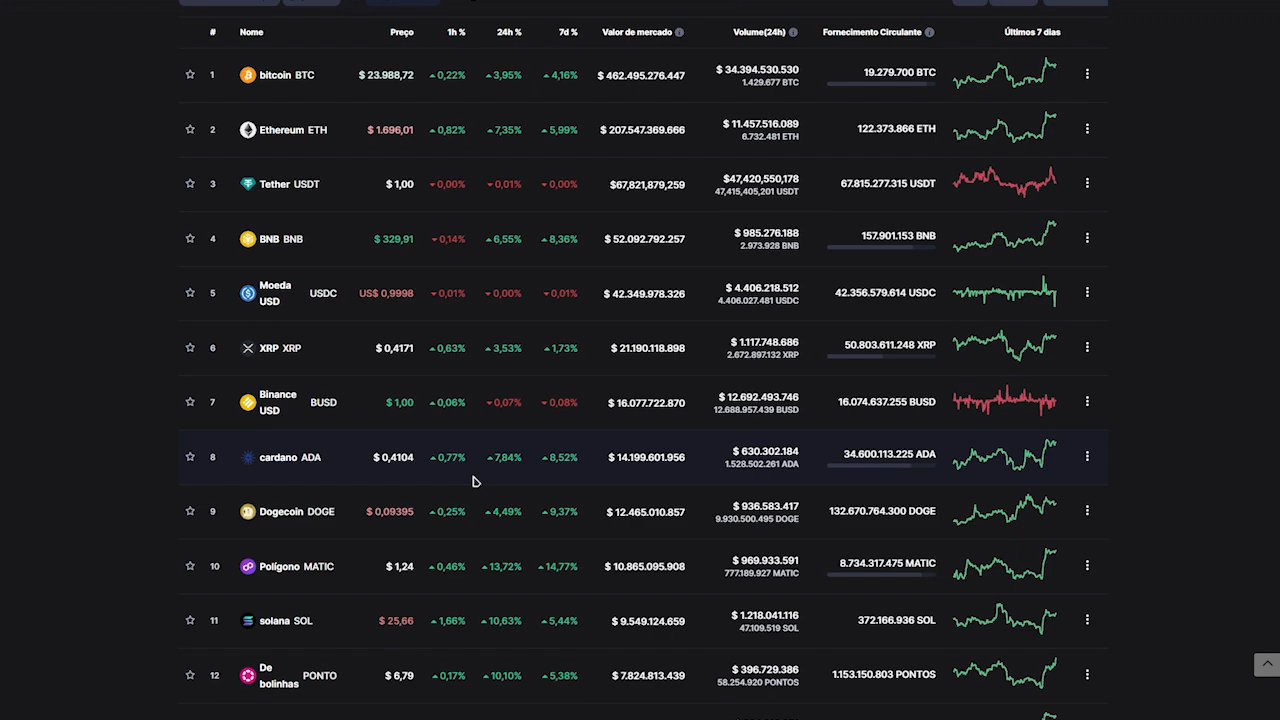 # Nome Preço 1h % 24h % 7d % Valor de mercado Volume(24h) Fornecimento Circulante Últimos 7 dias
1 bitcoin BTC $ 23.988,72 0,22% 3,95% 4,16% $ 462.495.276.447 $ 34.394.530.530 19.279.700 BTC
1.429.677 BTC
2 Ethereum ETH $ 1.696,01 0,82% 7,35% 5,99% $ 207.547.369.666 $ 11.457.516.089 122.373.866 ETH
6.732.481 ETH
3 Tether USDT $ 1,00 0,00% 0,01% 0,00% $67,821,879,259 $47,420,550,178 67.815.277.315 USDT
47,415,405,201 USDT
4 BNB BNB $ 329,91 0,14% 6,55% 8,36% $ 52.092.792.257 $ 985.276.188 157.901.153 BNB
2.973.928 BNB
5 Moeda USD USDC US$ 0,9998 0,01% 0,00% 0,01% $ 42.349.978.326 $ 4.406.218.512 42.356.579.614 USDC
4.406.027.481 USDC
6 XRP XRP $ 0,4171 0,63% 3,53% 1,73% $ 21.190.118.898 $ 1.117.748.686 50.803.611.248 XRP
2.672.897.132 XRP
7 Binance USD BUSD $ 1,00 0,06% 0,07% 0,08% $ 16.077.722.870 $ 12.692.493.746 16.074.637.255 BUSD
12.688.957.439 BUSD
8 cardano ADA $ 0,4104 0,77% 7,84% 8,52% $ 14.199.601.956 $ 630.302.184 34.600.113.225 ADA
1.528.502.261 ADA
9 Dogecoin DOGE $ 0,09395 0,25% 4,49% 9,37% $ 12.465.010.857 $ 936.583.417 132.670.764.300 DOGE
9.930.500.495 DOGE
10 Polígono MATIC $ 1,24 0,46% 13,72% 14,77% $ 10.865.095.908 $ 969.933.591 8.734.317.475 MATIC
777.189.927 MATIC
11 solana SOL $ 25,66 1,66% 10,63% 5,44% $ 9.549.124.659 $ 1.218.041.116 372.166.936 SOL
47.109.519 SOL
12 De bolinhas PONTO $ 6,79 0,17% 10,10% 5,38% $ 7.824.813.439 $ 396.729.386 1.153.150.803 PONTOS
58.254.920 PONTOS